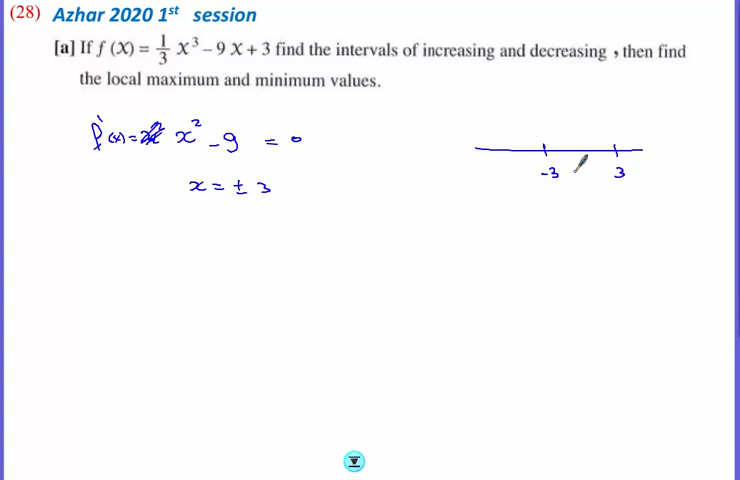 (28) Azhar 2020 1st session
[a] If f (X) = 1/3 X³ – 9 X + 3 find the intervals of increasing and decreasing , then find
the local maximum and minimum values.
f'(x) = x² - 9 = 0
x = ± 3
-3 3